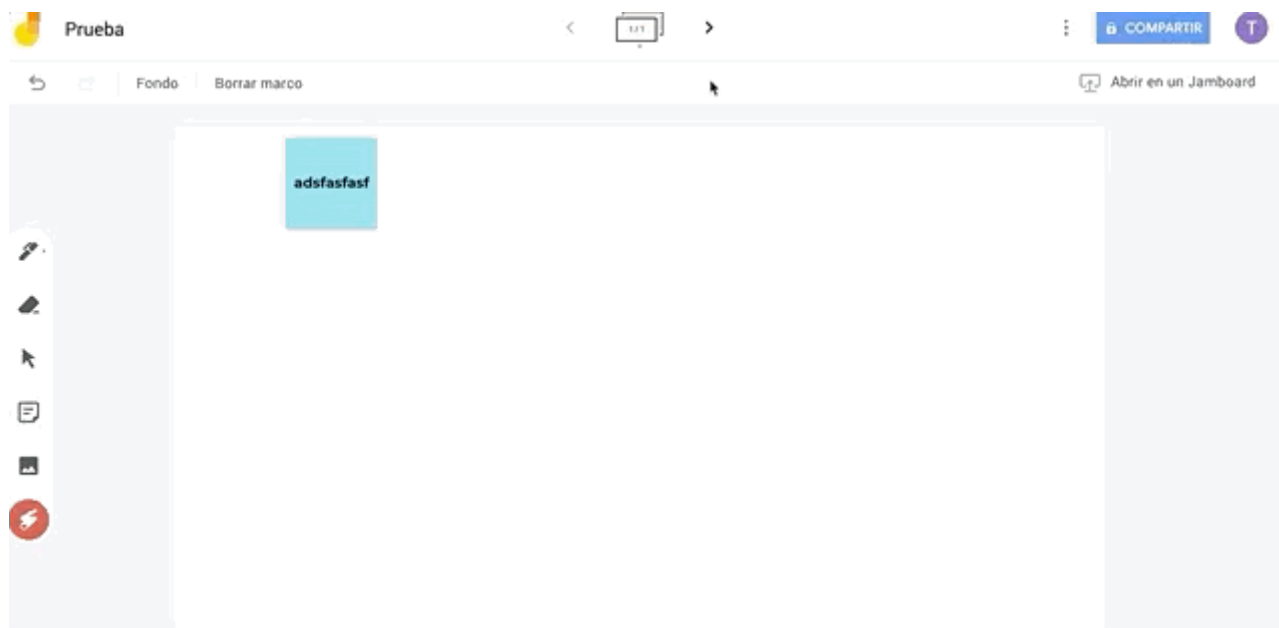 Prueba
1/1
COMPARTIR
T
Fondo
Borrar marco
Abrir en un Jamboard
adsfasfasf